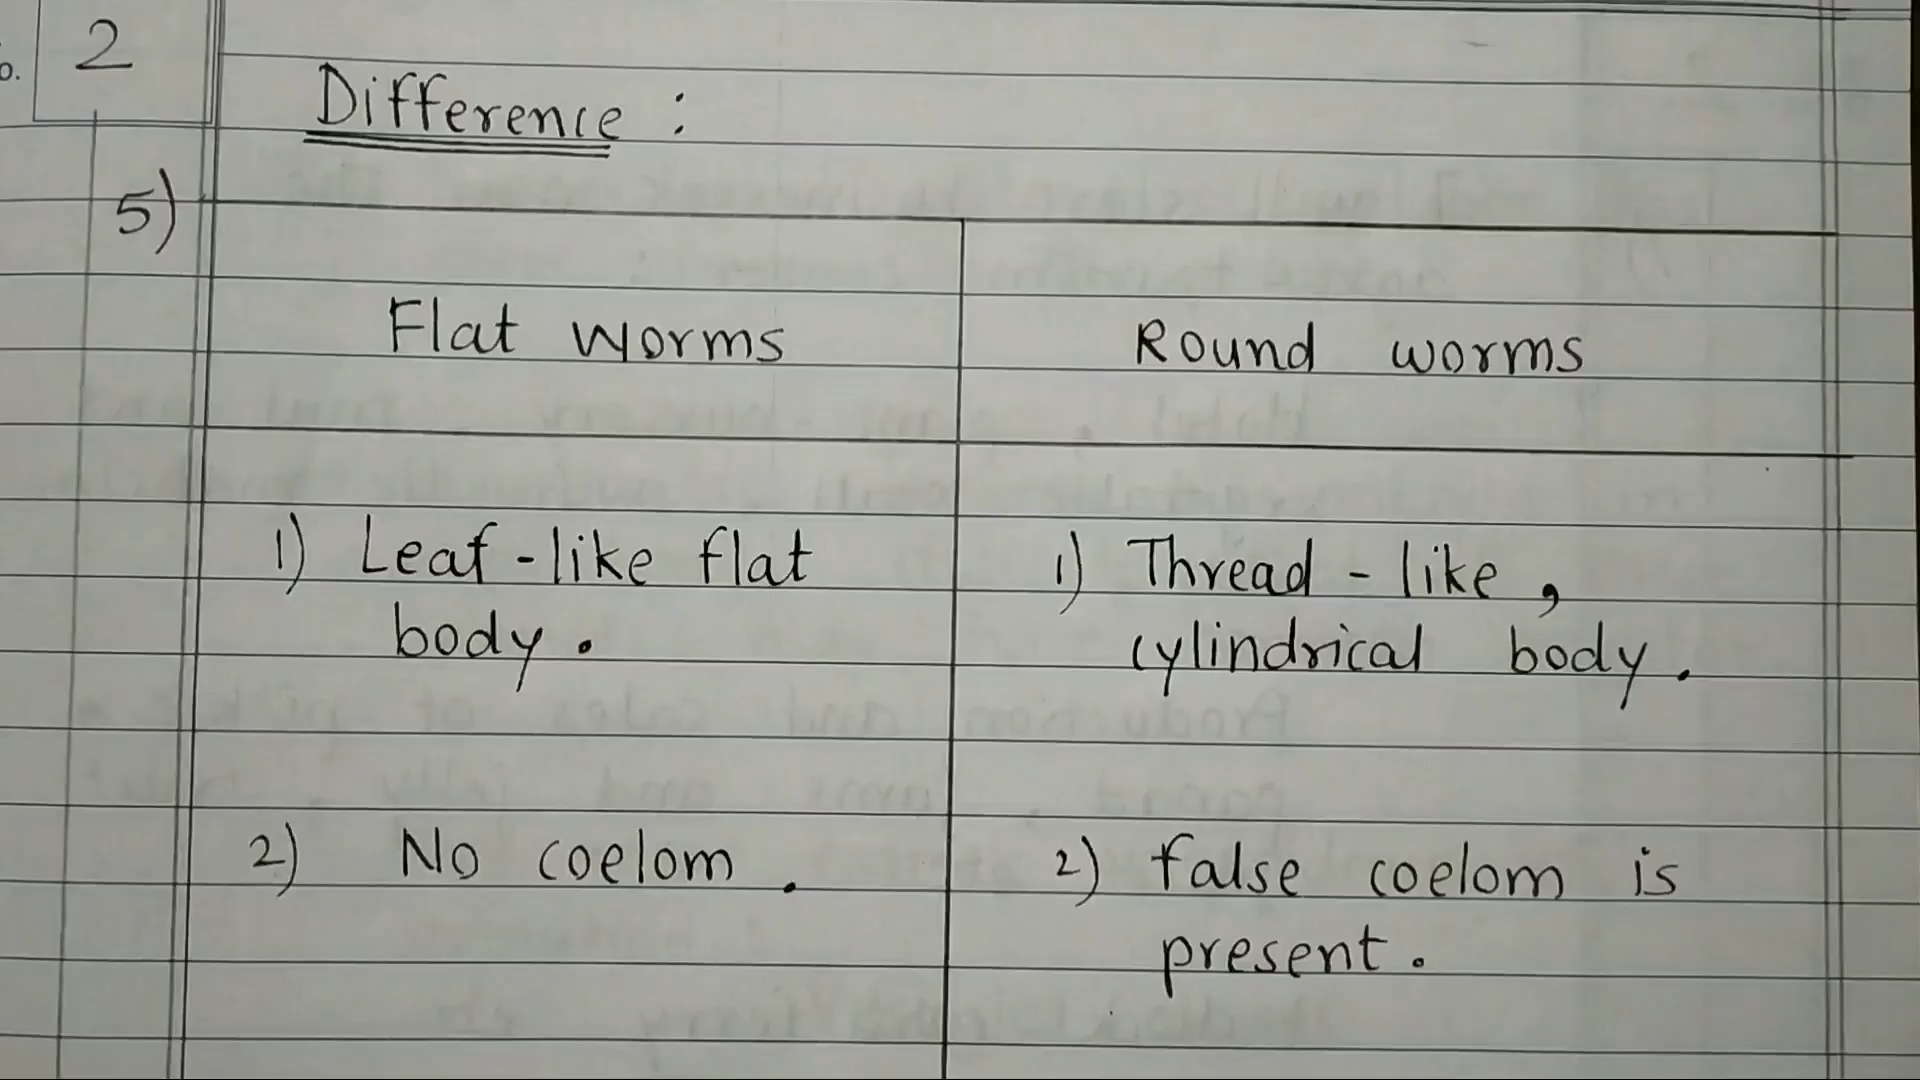 o.
2
Difference :
5)
Flat worms
Round worms
1) Leaf-like flat
body.
1) Thread-like,
cylindrical body.
2) No coelom.
2) false coelom is
present.